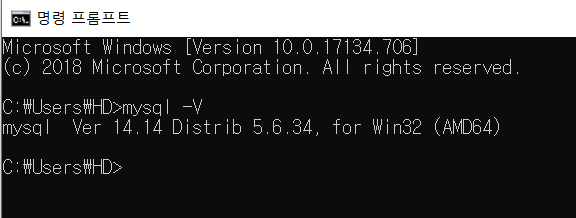 명령 프롬프트
Microsoft Windows [Version 10.0.17134.706]
(c) 2018 Microsoft Corporation. All rights reserved.
C:₩Users₩HD>mysql -V
mysql  Ver 14.14 Distrib 5.6.34, for Win32 (AMD64)
C:₩Users₩HD>